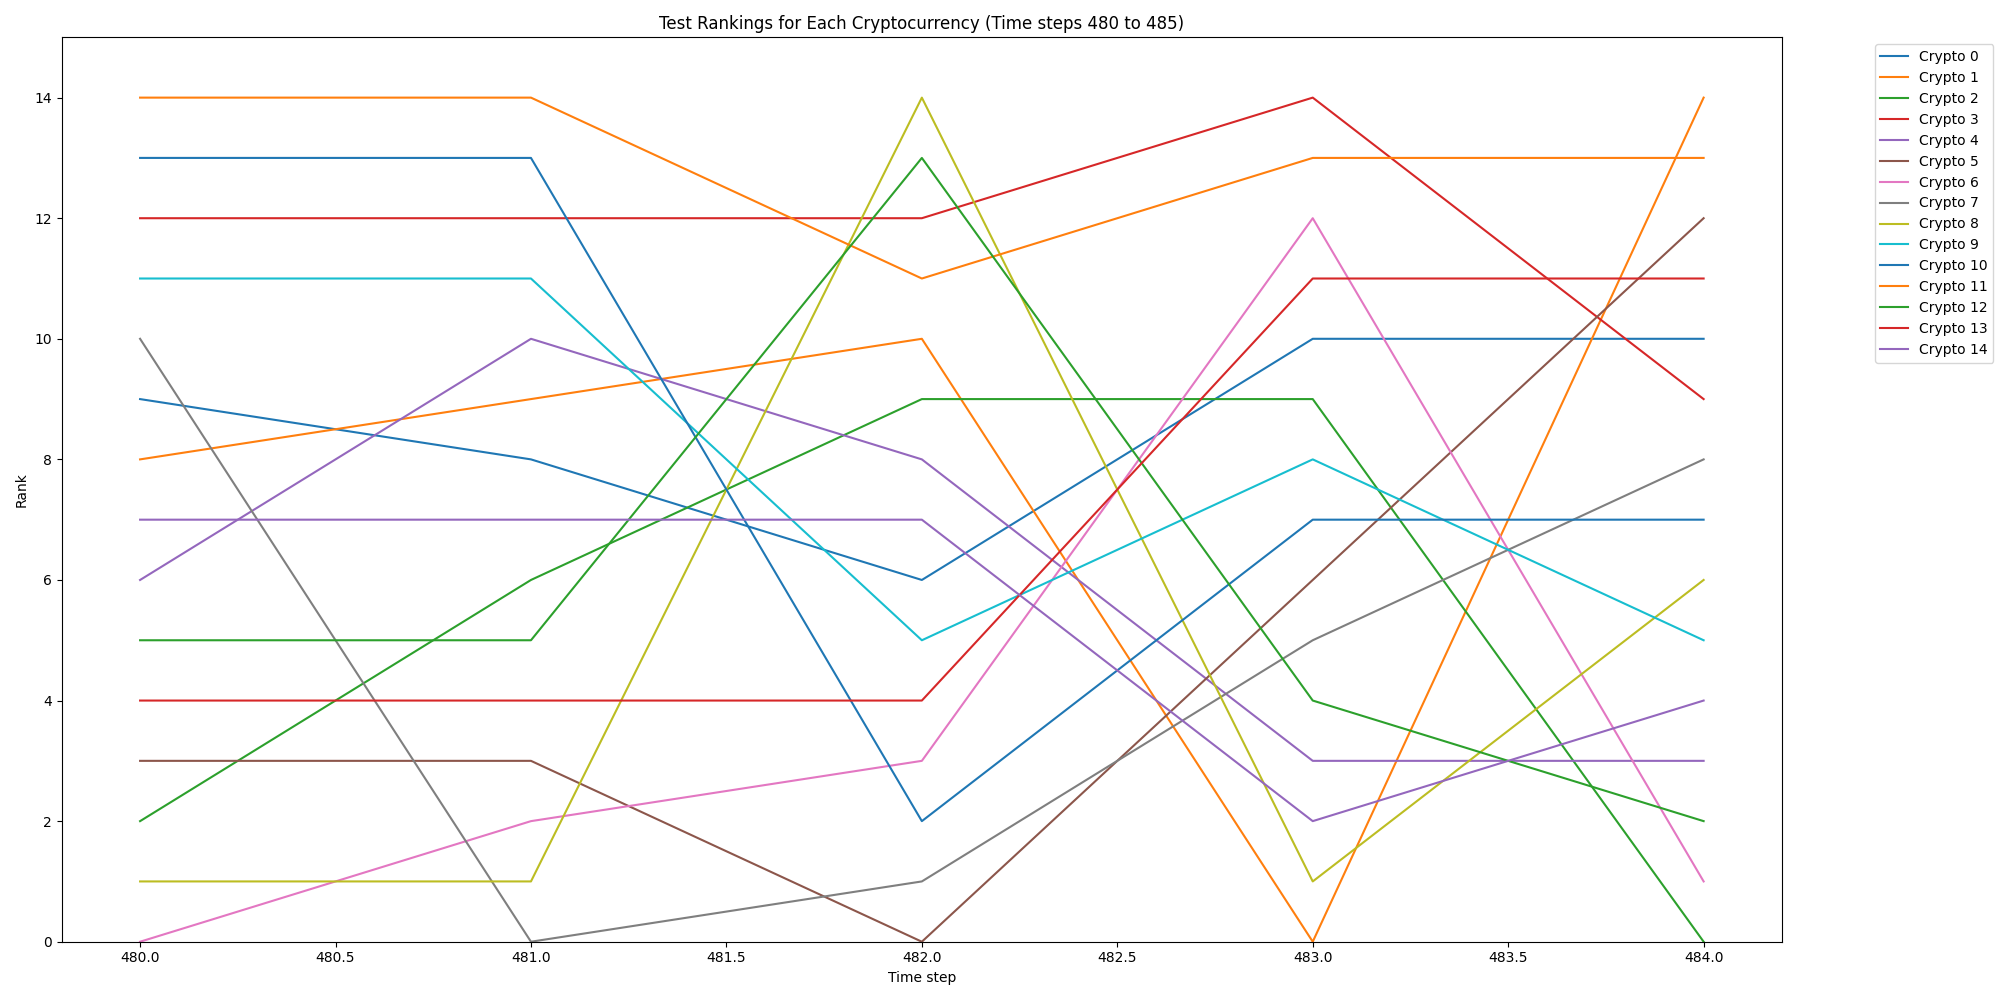 Test Rankings for Each Cryptocurrency (Time steps 480 to 485)
Rank
14
12
10
8
6
4
2
0
480.0 480.5 481.0 481.5 482.0 482.5 483.0 483.5 484.0
Time step
Crypto 0
Crypto 1
Crypto 2
Crypto 3
Crypto 4
Crypto 5
Crypto 6
Crypto 7
Crypto 8
Crypto 9
Crypto 10
Crypto 11
Crypto 12
Crypto 13
Crypto 14